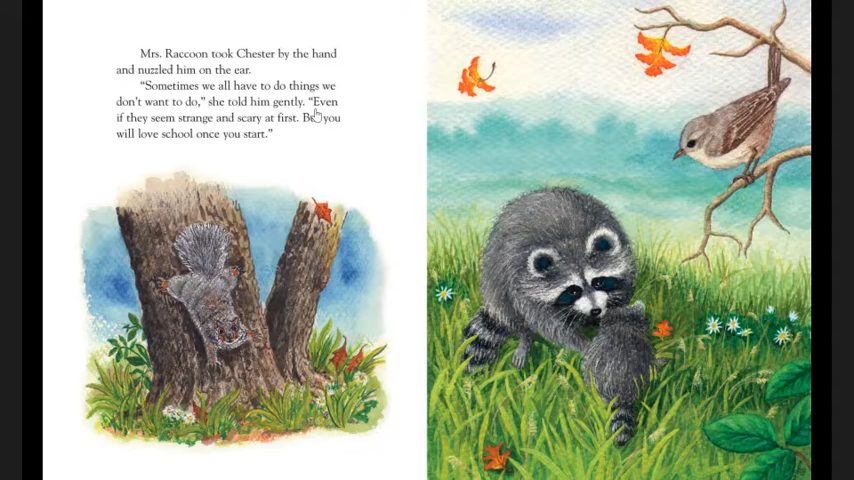 Mrs. Raccoon took Chester by the hand
and nuzzled him on the ear.
“Sometimes we all have to do things we
don’t want to do,” she told him gently. “Even
if they seem strange and scary at first. But you
will love school once you start.”